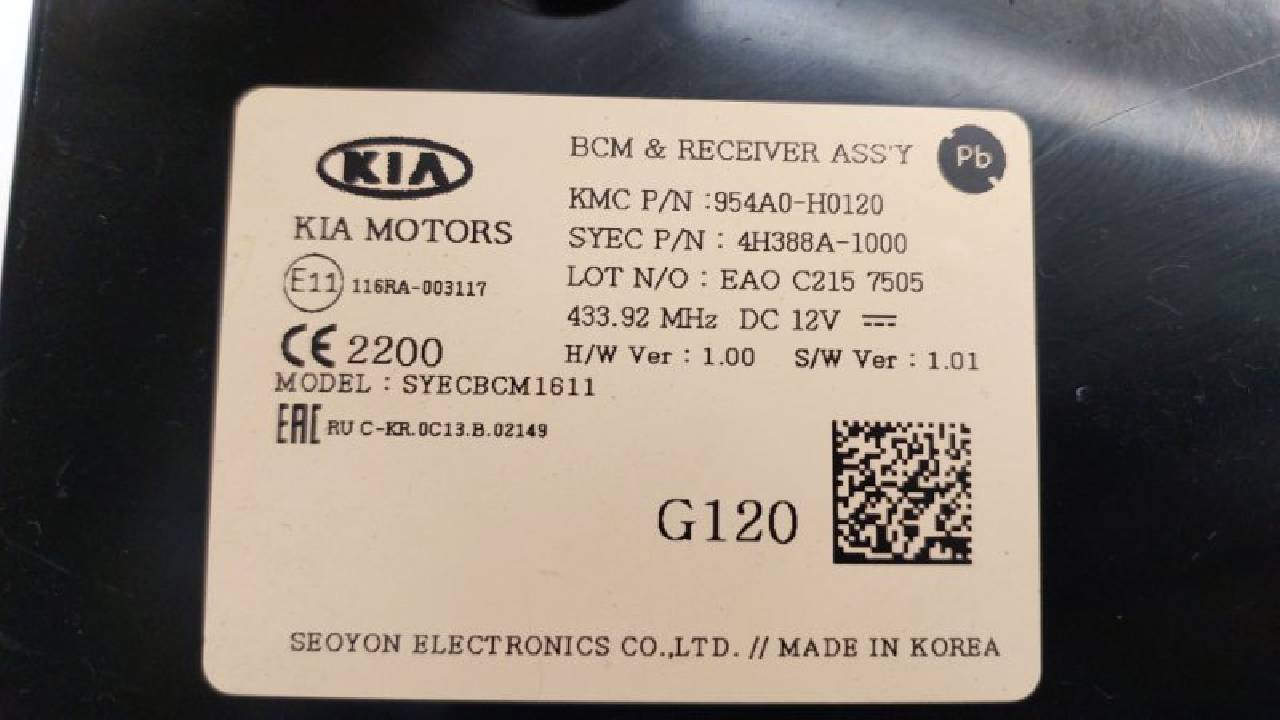 KIA
KIA MOTORS
E11 116RA-003117
CE 2200
MODEL : SYECBCM1611
EAC RU C-KR.0C13.B.02149
BCM & RECEIVER ASS'Y Pb
KMC P/N :954A0-H0120
SYEC P/N : 4H388A-1000
LOT N/O : EAO C215 7505
433.92 MHz DC 12V
H/W Ver : 1.00 S/W Ver : 1.01
G120
SEOYON ELECTRONICS CO.,LTD. // MADE IN KOREA